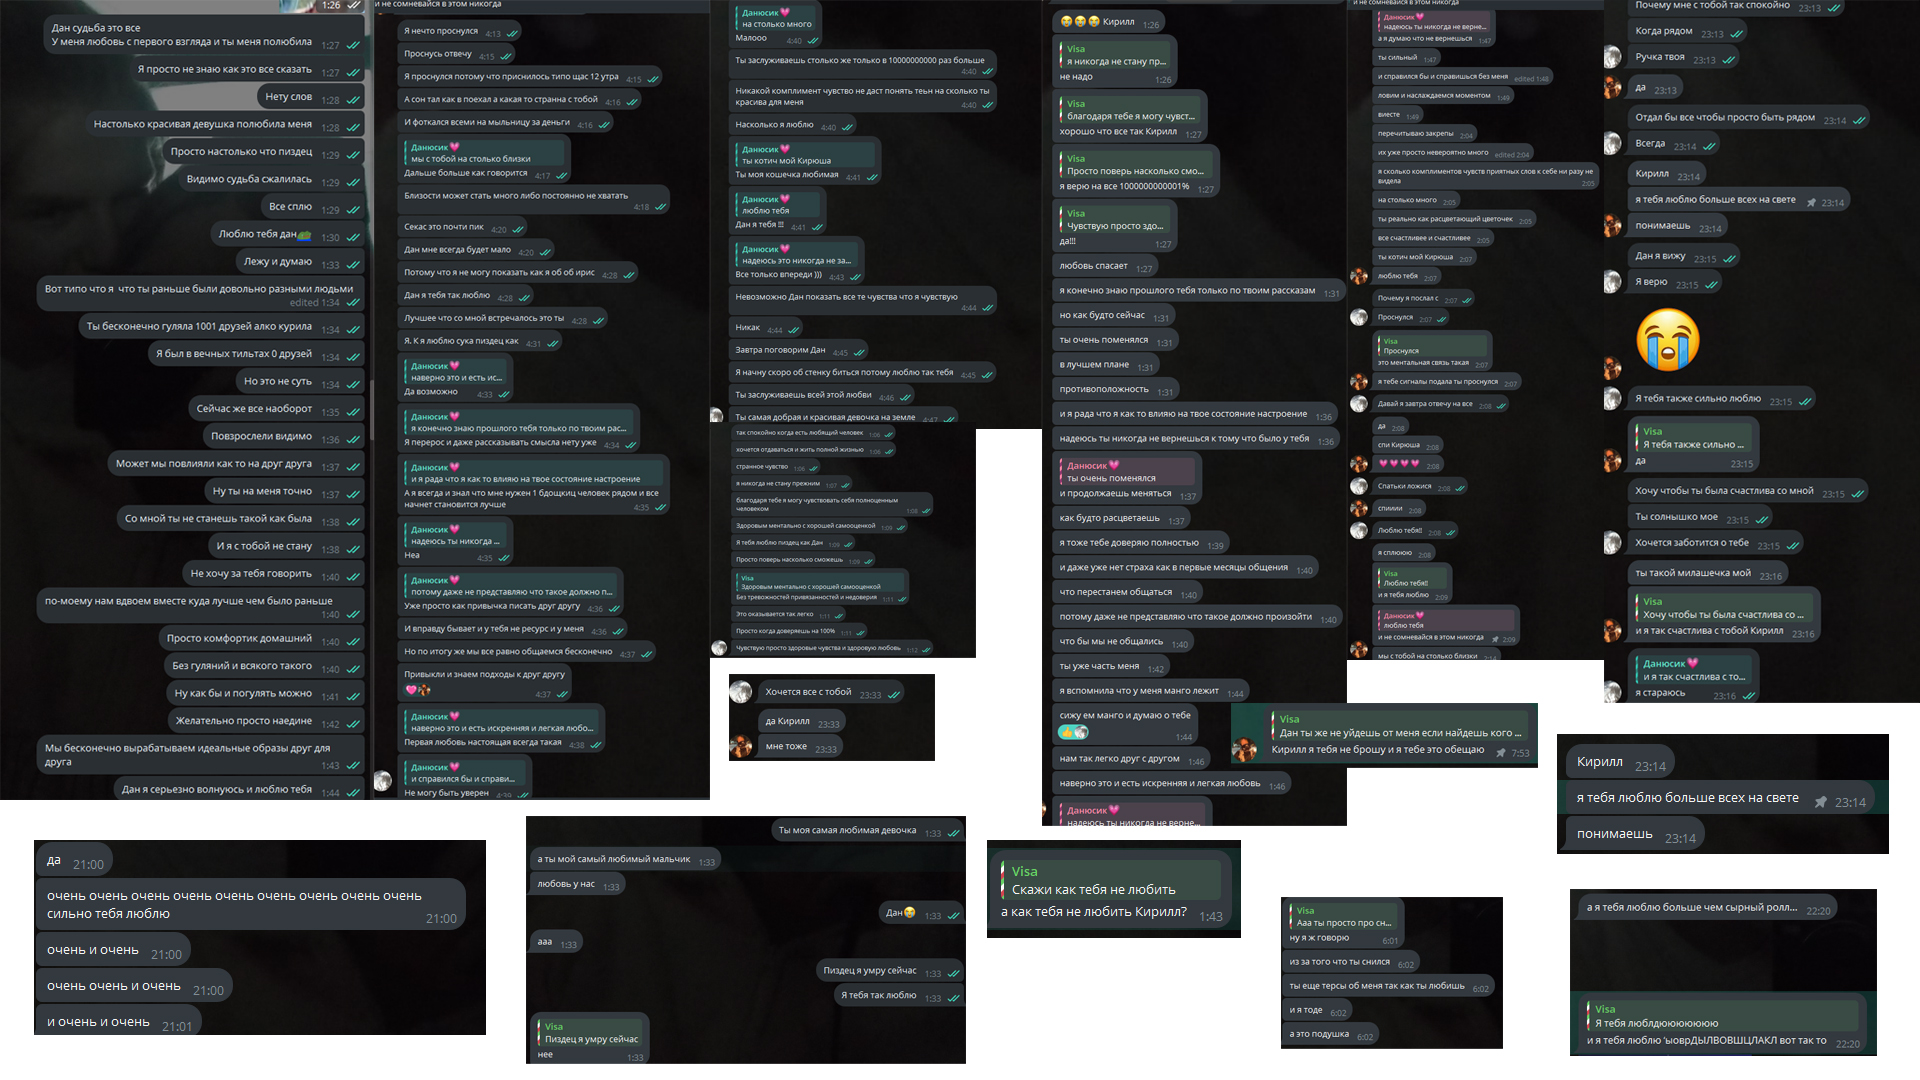 1:26
Дан судьба это все
У меня любовь с первого взгляда и ты меня полюбила 1:27
Я просто не знаю как это все сказать 1:27
Нету слов 1:28
Настолько красивая девушка полюбила меня 1:28
Просто настолько что пиздец 1:29
Видимо судьба сжалилась 1:29
Все сплю 1:29
Люблю тебя дан 1:30
Лежу и думаю 1:33
Вот типо что я что ты раньше были довольно разными людьми
edited 1:34
Ты бесконечно гуляла 1001 друзей алко курила 1:34
Я был в вечных тильтах 0 друзей 1:34
Но это не суть 1:34
Сейчас же все наоборот 1:35
Повзрослели видимо 1:36
Может мы повлияли как то на друг друга 1:37
Ну ты на меня точно 1:37
Со мной ты не станешь такой как была 1:38
И я с тобой не стану 1:38
Не хочу за тебя говорить 1:40
по-моему нам вдвоем вместе куда лучше чем было раньше
1:40
Просто комфортик домашний 1:40
Без гуляний и всякого такого 1:40
Ну как бы и погулять можно 1:41
Желательно просто наедине 1:42
Мы бесконечно вырабатываем идеальные образы друг для
друга 1:43
Дан я серьезно волнуюсь и люблю тебя 1:44
и не сомневайся в этом никогда
Я нечто проснулся 4:13
Проснусь отвечу 4:15
Я проснулся потому что приснилось типо щас 12 утра 4:15
А сон тал как в поехал а какая то странна с тобой 4:16
И фоткался всеми на мыльницу за деньги 4:16
Данюсик
мы с тобой на столько близки
Дальше больше как говорится 4:17
Близости может стать много либо постоянно не хватать
4:18
Секас это почти пик 4:20
Дан мне всегда будет мало 4:20
Потому что я не могу показать как я об об ирис 4:28
Дан я тебя так люблю 4:28
Лучшее что со мной встречалось это ты 4:28
Я. К я люблю сука пиздец как 4:31
Данюсик
наверно это и есть ис...
Да возможно 4:33
Данюсик
я конечно знаю прошлого тебя только по твоим рас...
Я перерос и даже рассказывать смысла нету уже 4:34
Данюсик
и я рада что я как то влияю на твое состояние настроение
А я всегда и знал что мне нужен 1 бдощкиц человек рядом и все
начнет становится лучше 4:35
Данюсик
надеюсь ты никогда ...
Неа 4:35
Данюсик
потому даже не представляю что такое должно п...
Уже просто как привычка писать друг другу 4:36
И вправду бывает и у тебя не ресурс и у меня 4:36
Но по итогу же мы все равно общаемся бесконечно 4:37
Привыкли и знаем подходы к друг другу
4:37
Данюсик
наверно это и есть искренняя и легкая любо...
Первая любовь настоящая всегда такая 4:38
Данюсик
и справился бы и справи...
Не могу быть уверен 4:39
Данюсик
на столько много
Малооо 4:40
Ты заслуживаешь столько же только в 10000000000 раз больше
4:40
Никакой комплимент чувство не даст понять теьн на сколько ты
красива для меня 4:40
Насколько я люблю 4:40
Данюсик
ты котич мой Кирюша
Ты моя кошечка любимая 4:41
Данюсик
люблю тебя
Дан я тебя !!! 4:41
Данюсик
надеюсь это никогда не за...
Все только впереди ))) 4:43
Невозможно Дан показать все те чувства что я чувствую
4:44
Никак 4:44
Завтра поговорим Дан 4:45
Я начну скоро об стенку биться потому люблю так тебя 4:45
Ты заслуживаешь всей этой любви 4:46
Ты самая добрая и красивая девочка на земле 4:47
так спокойно когда есть любящий человек 1:06
хочется отдаваться и жить полной жизнью 1:06
странное чувство 1:06
я никогда не стану прежним 1:07
благодаря тебе я могу чувствовать себя полноценным
человеком 1:08
Здоровым ментально с хорошей самооценкой 1:09
Я тебя люблю пиздец как Дан 1:09
Просто поверь насколько сможешь 1:09
Visa
Здоровым ментально с хорошей самооценкой
Без тревожностей привязанностей и недоверия 1:11
Это оказывается так легко 1:11
Просто когда доверяешь на 100% 1:11
Чувствую просто здоровые чувства и здоровую любовь 1:12
Хочется все с тобой 23:33
да Кирилл 23:33
мне тоже 23:33
Кирилл 1:26
Visa
я никогда не стану пр...
не надо 1:26
Visa
благодаря тебе я могу чувст...
хорошо что все так Кирилл 1:27
Visa
Просто поверь насколько смо...
я верю на все 100000000001% 1:27
Visa
Чувствую просто здо...
да!!! 1:27
любовь спасает 1:27
я конечно знаю прошлого тебя только по твоим рассказам 1:31
но как будто сейчас 1:31
ты очень поменялся 1:31
в лучшем плане 1:31
противоположность 1:31
и я рада что я как то влияю на твое состояние настроение 1:36
надеюсь ты никогда не вернешься к тому что было у тебя 1:36
Данюсик
ты очень поменялся
и продолжаешь меняться 1:37
как будто расцветаешь 1:37
я тоже тебе доверяю полностью 1:39
и даже уже нет страха как в первые месяцы общения 1:40
что перестанем общаться 1:40
потому даже не представляю что такое должно произойти 1:40
что бы мы не общались 1:40
ты уже часть меня 1:42
я вспомнила что у меня манго лежит 1:44
сижу ем манго и думаю о тебе
1:44
нам так легко друг с другом 1:46
наверно это и есть искренняя и легкая любовь 1:46
Данюсик
надеюсь ты никогда не верне...
и не сомневайся в этом никогда
Данюсик
надеюсь ты никогда не верне...
а я думаю что не вернешься 1:47
ты сильный 1:47
и справился бы и справишься без меня edited 1:48
ловим и наслаждаемся моментом 1:49
вместе 1:49
перечитываю закрепы 2:04
их уже просто невероятно много edited 2:04
я сколько комплиментов чувств приятных слов к себе ни разу не
видела 2:05
на столько много 2:05
ты реально как расцветающий цветочек 2:05
все счастливее и счастливее 2:05
ты котич мой Кирюша 2:07
люблю тебя 2:07
Почему я послал с 2:07
Проснулся 2:07
Visa
Проснулся
это ментальная связь такая 2:07
я тебе сигналы подала ты проснулся 2:07
Давай я завтра отвечу на все 2:08
да 2:08
спи Кирюша 2:08
2:08
Спатьки ложися 2:08
спииии 2:08
Люблю тебя!! 2:08
я сплюю 2:08
Visa
Люблю тебя!!
и я тебя 2:09
Данюсик
люблю тебя
и не сомневайся в этом никогда 2:09
мы с тобой на столько близки 2:14
Почему мне с тобой так спокойно 23:13
Когда рядом 23:13
Ручка твоя 23:13
да 23:13
Отдал бы все чтобы просто быть рядом 23:14
Всегда 23:14
Кирилл 23:14
я тебя люблю больше всех на свете 23:14
понимаешь 23:14
Дан я вижу 23:15
Я верю 23:15
Я тебя также сильно люблю 23:15
Visa
Я тебя также сильно ...
да 23:15
Хочу чтобы ты была счастлива со мной 23:15
Ты солнышко мое 23:15
Хочется заботится о тебе 23:15
ты такой милашечка мой 23:16
Visa
Хочу чтобы ты была счастлива со ...
и я так счастлива с тобой Кирилл 23:16
Данюсик
и я так счастлива с то...
я стараюсь 23:16
Visa
Дан ты же не уйдешь от меня если найдешь кого ...
Кирилл я тебя не брошу и я тебе это обещаю 7:53
Кирилл 23:14
я тебя люблю больше всех на свете 23:14
понимаешь 23:14
да 21:00
очень очень очень очень очень очень очень очень очень
сильно тебя люблю 21:00
очень и очень 21:00
очень очень и очень 21:00
и очень и очень 21:01
Ты моя самая любимая девочка 1:33
а ты мой самый любимый мальчик 1:33
любовь у нас 1:33
Дан 1:33
ааа 1:33
Пиздец я умру сейчас 1:33
Я тебя так люблю 1:33
Visa
Пиздец я умру сейчас
нее 1:33
Visa
Скажи как тебя не любить
а как тебя не любить Кирилл? 1:43
Visa
Ааа ты просто про сн...
ну я ж говорю 6:01
из за того что ты снился 6:02
ты еще терсы об меня так как ты любишь 6:02
и я тоде 6:02
а это подушка 6:02
а я тебя люблю больше чем сырный ролл... 22:20
Visa
Я тебя люблдюююююю
и я тебя люблю 'ыоврДЫЛВОВШЦЛАКЛ вот так то 22:20